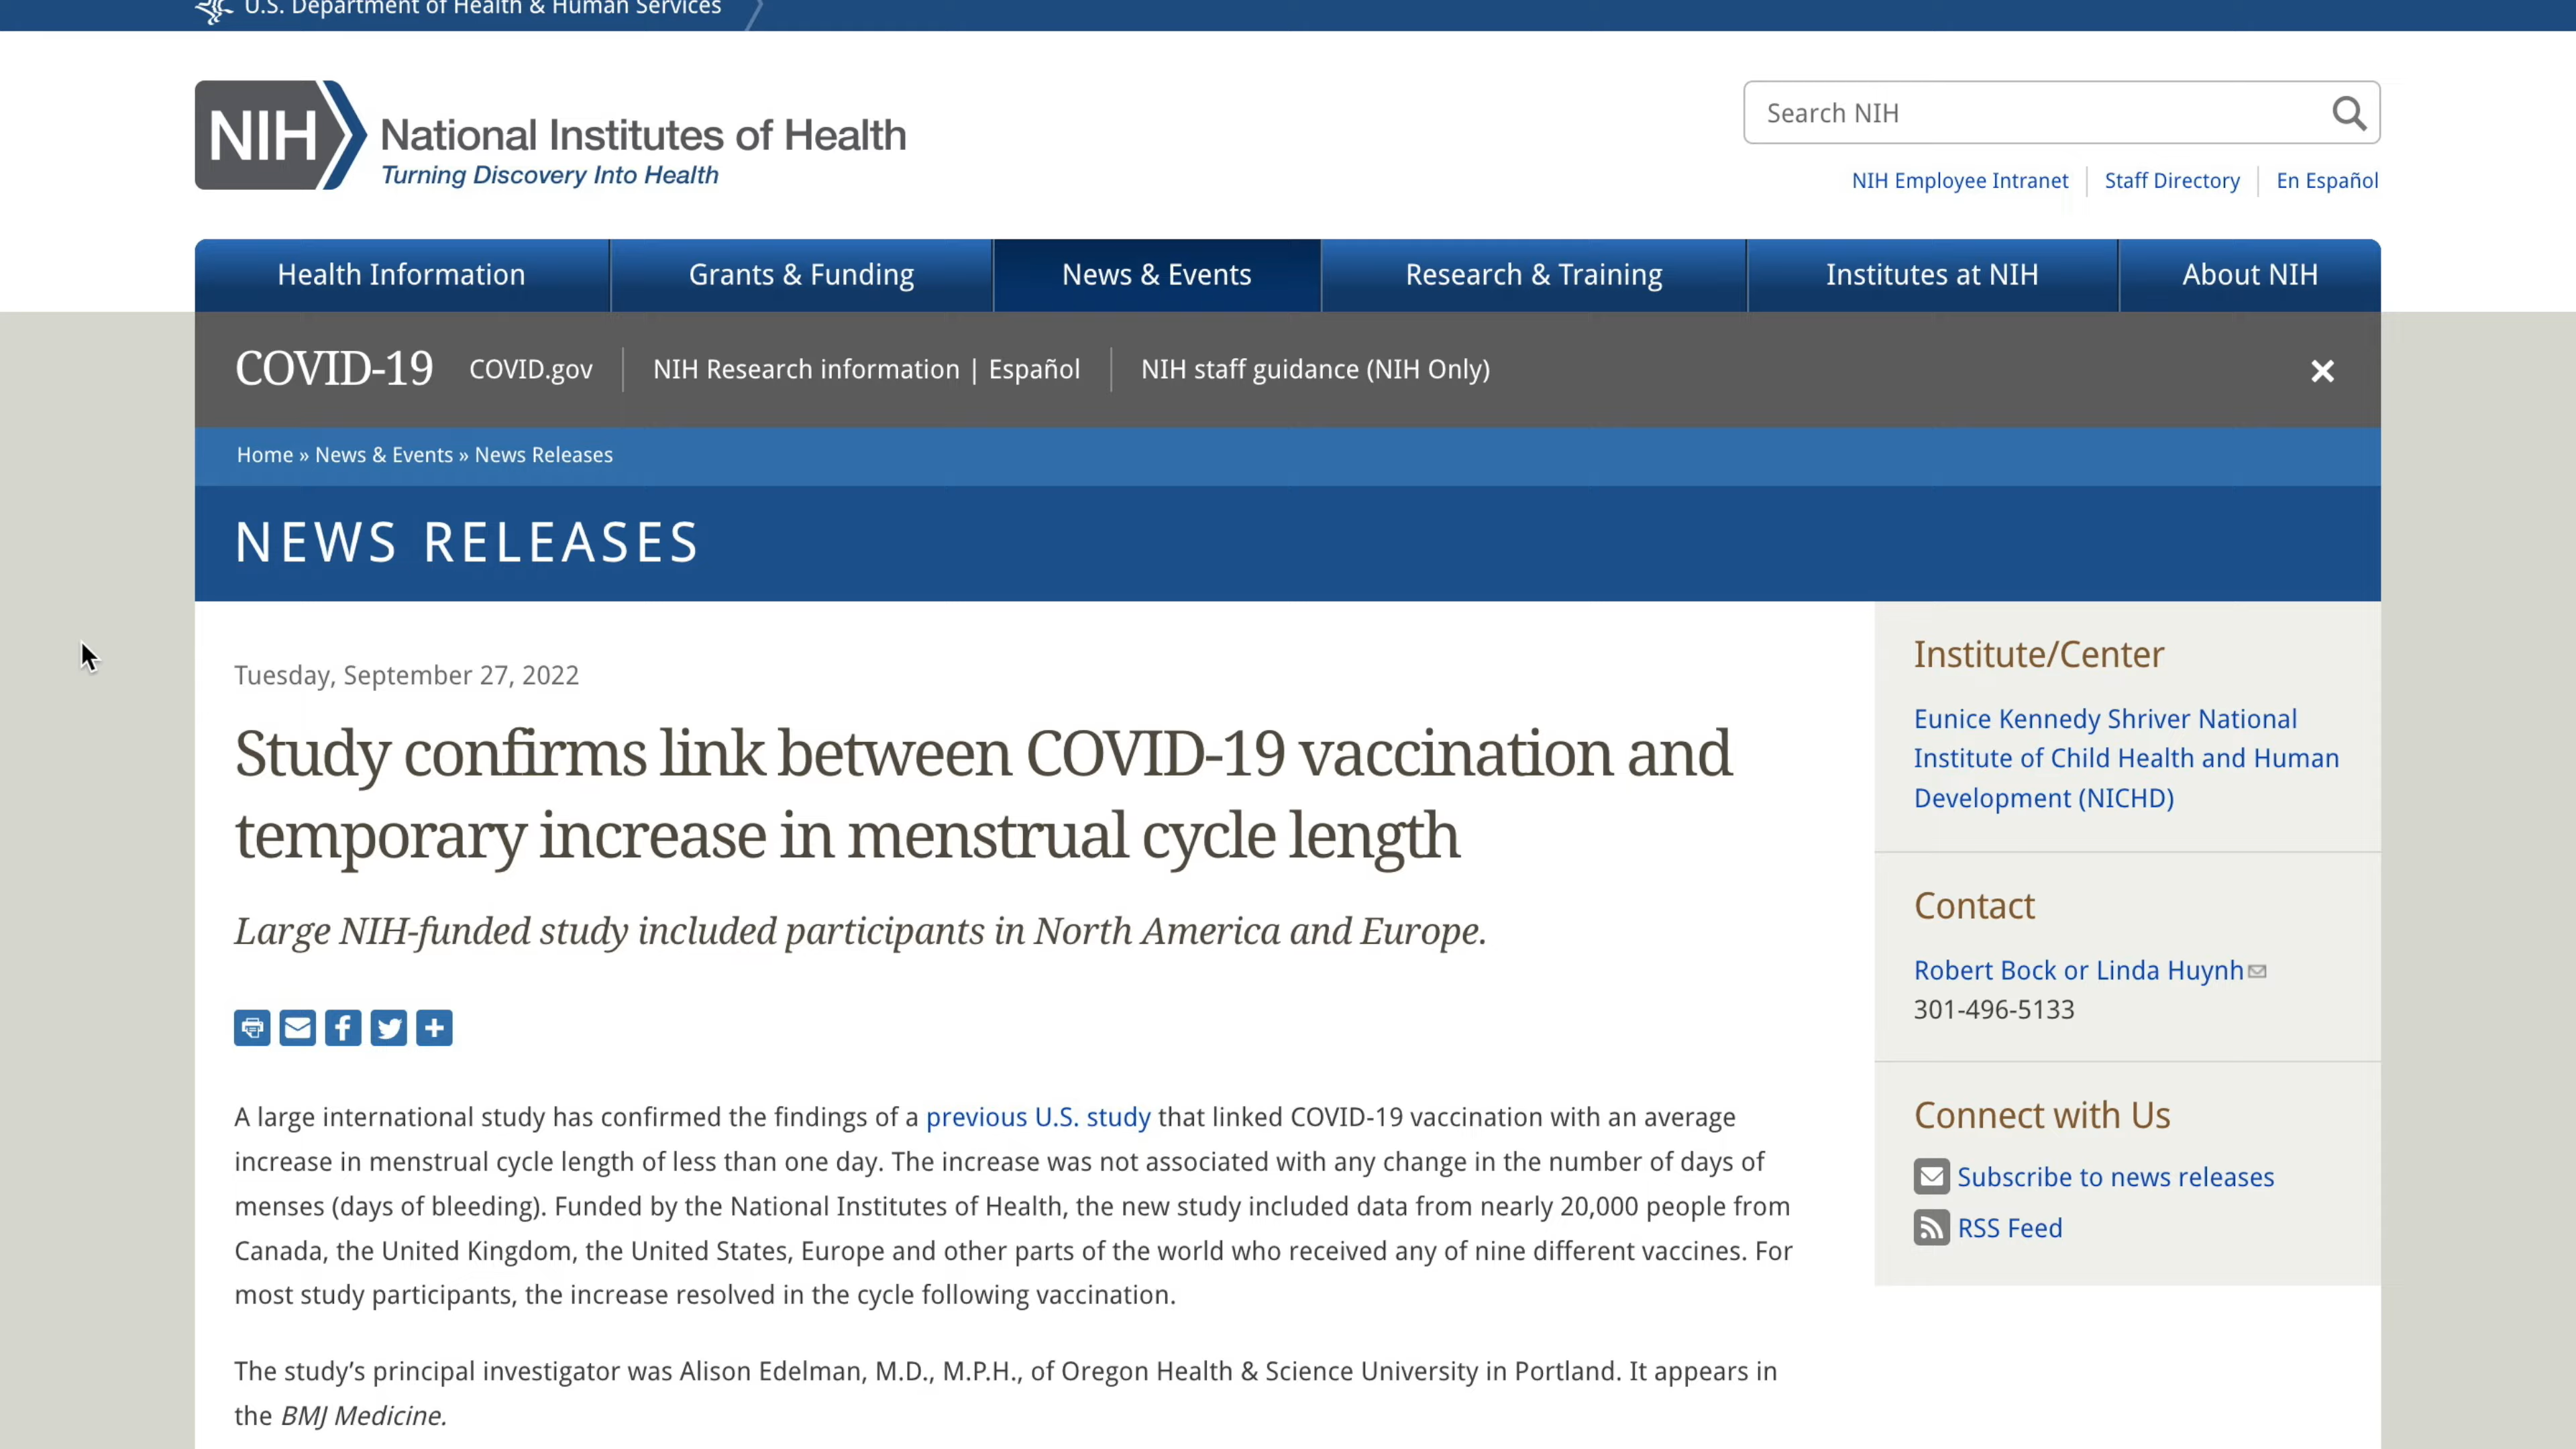 U.S. Department of Health & Human Services
NIH
National Institutes of Health
Turning Discovery Into Health
Search NIH
NIH Employee Intranet
Staff Directory
En Español
Health Information
Grants & Funding
News & Events
Research & Training
Institutes at NIH
About NIH
COVID-19
COVID.gov
NIH Research information | Español
NIH staff guidance (NIH Only)
Home » News & Events » News Releases
NEWS RELEASES
Tuesday, September 27, 2022
Study confirms link between COVID-19 vaccination and
temporary increase in menstrual cycle length
Large NIH-funded study included participants in North America and Europe.
A large international study has confirmed the findings of a previous U.S. study that linked COVID-19 vaccination with an average
increase in menstrual cycle length of less than one day. The increase was not associated with any change in the number of days of
menses (days of bleeding). Funded by the National Institutes of Health, the new study included data from nearly 20,000 people from
Canada, the United Kingdom, the United States, Europe and other parts of the world who received any of nine different vaccines. For
most study participants, the increase resolved in the cycle following vaccination.
The study’s principal investigator was Alison Edelman, M.D., M.P.H., of Oregon Health & Science University in Portland. It appears in
the BMJ Medicine.
Institute/Center
Eunice Kennedy Shriver National
Institute of Child Health and Human
Development (NICHD)
Contact
Robert Bock or Linda Huynh
301-496-5133
Connect with Us
Subscribe to news releases
RSS Feed